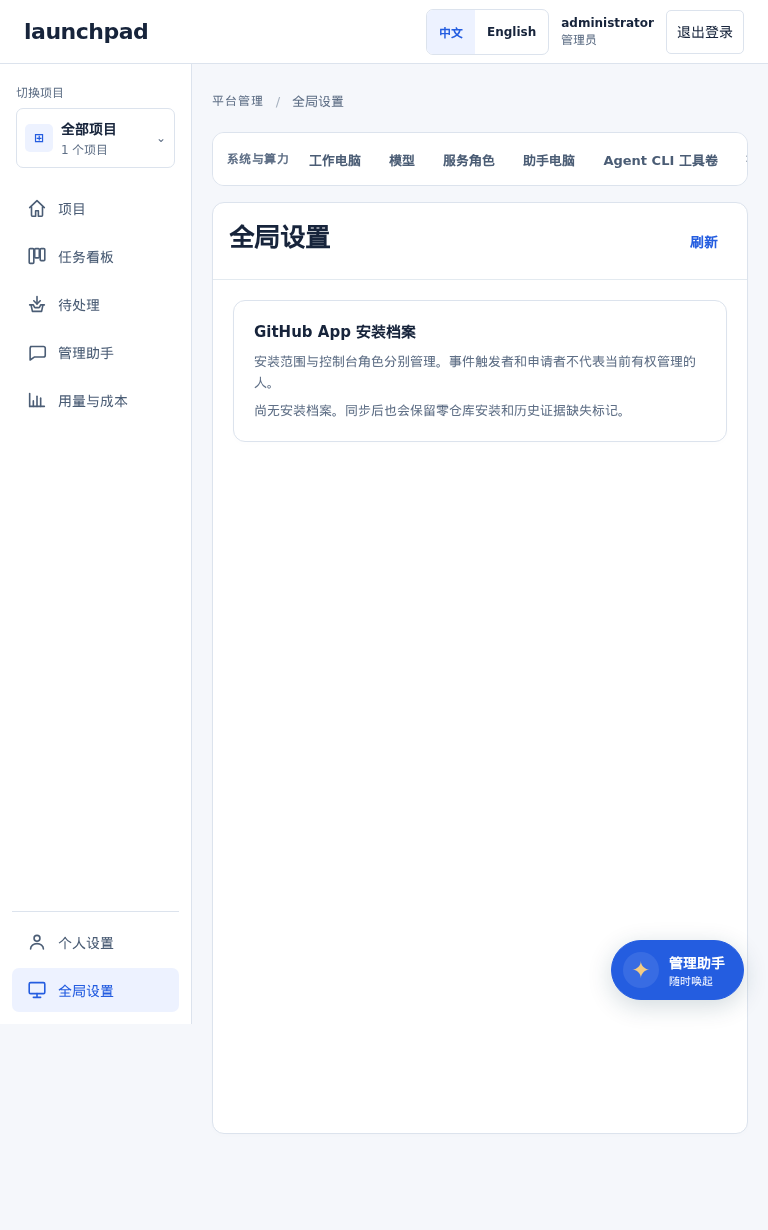 launchpad
中文
English
administrator
管理员
退出登录
切换项目
全部项目
1 个项目
项目
任务看板
待处理
管理助手
用量与成本
个人设置
全局设置
平台管理 / 全局设置
系统与算力 工作电脑 模型 服务角色 助手电脑 Agent CLI 工具卷
全局设置
刷新
GitHub App 安装档案
安装范围与控制台角色分别管理。事件触发者和申请者不代表当前有权管理的
人。
尚无安装档案。同步后也会保留零仓库安装和历史证据缺失标记。
管理助手
随时唤起